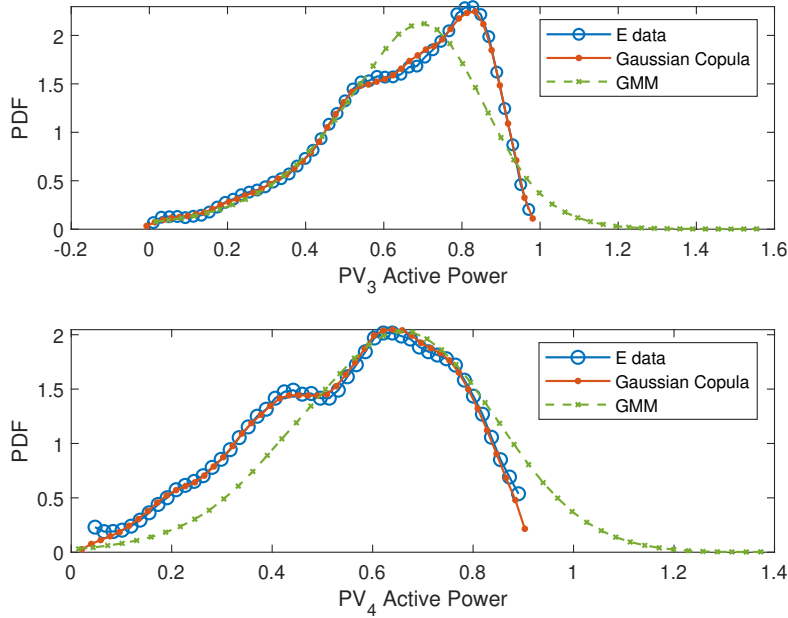 2
1.5
1
0.5
0
PDF
E data
Gaussian Copula
GMM
-0.2 0 0.2 0.4 0.6 0.8 1 1.2 1.4 1.6
PV3 Active Power
2
1.5
1
0.5
0
PDF
E data
Gaussian Copula
GMM
0 0.2 0.4 0.6 0.8 1 1.2 1.4
PV4 Active Power